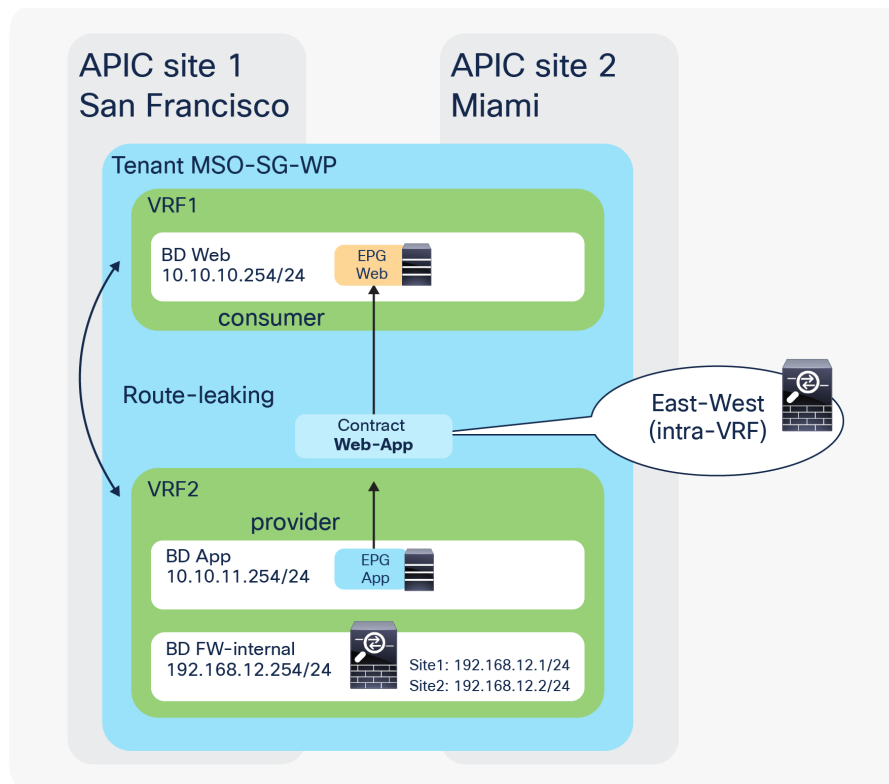 APIC site 1
San Francisco
APIC site 2
Miami
Tenant MSO-SG-WP
VRF1
BD Web
10.10.10.254/24
EPG
Web
consumer
Route-leaking
Contract
Web-App
East-West
(intra-VRF)
VRF2
provider
BD App
10.10.11.254/24
EPG
App
BD FW-internal
192.168.12.254/24
Site1: 192.168.12.1/24
Site2: 192.168.12.2/24